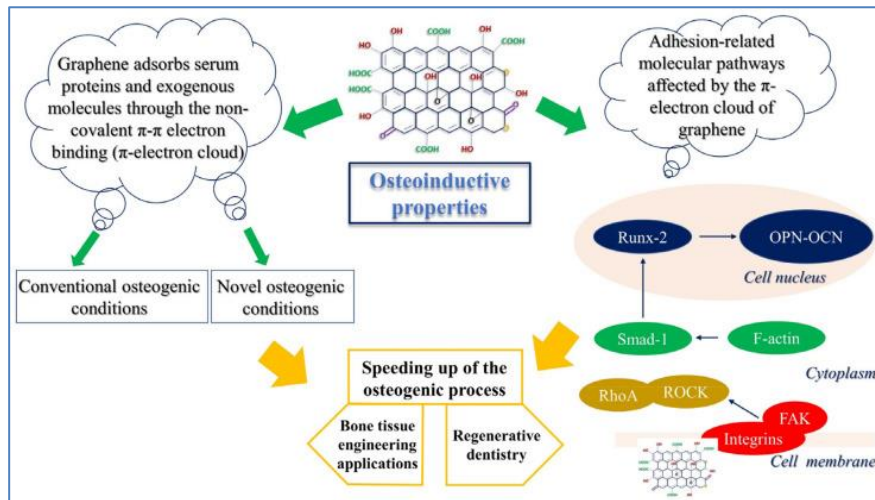 Graphene adsorbs serum
proteins and exogenous
molecules through the non-
covalent π-π electron
binding (π-electron cloud)
OH
OH
COOH
HO
COOH
HOOC
OH
OH
HOOC
O
HO
O
O
COOH
HO
Adhesion-related
molecular pathways
affected by the π-
electron cloud of
graphene
Osteoinductive
properties
Conventional osteogenic
conditions
Novel osteogenic
conditions
Runx-2
OPN-OCN
Cell nucleus
Smad-1
F-actin
Cytoplasm
RhoA
ROCK
FAK
Integrins
Cell membrane
Speeding up of the
osteogenic process
Bone tissue
engineering
applications
Regenerative
dentistry